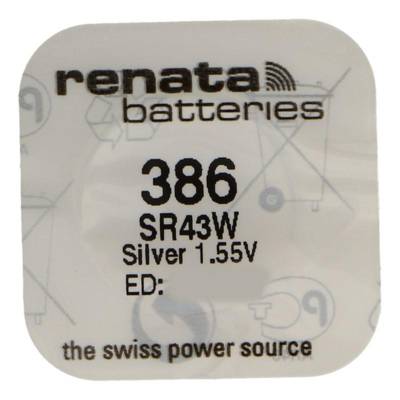 renata
batteries
386
SR43W
Silver 1.55V
ED:
the swiss power source